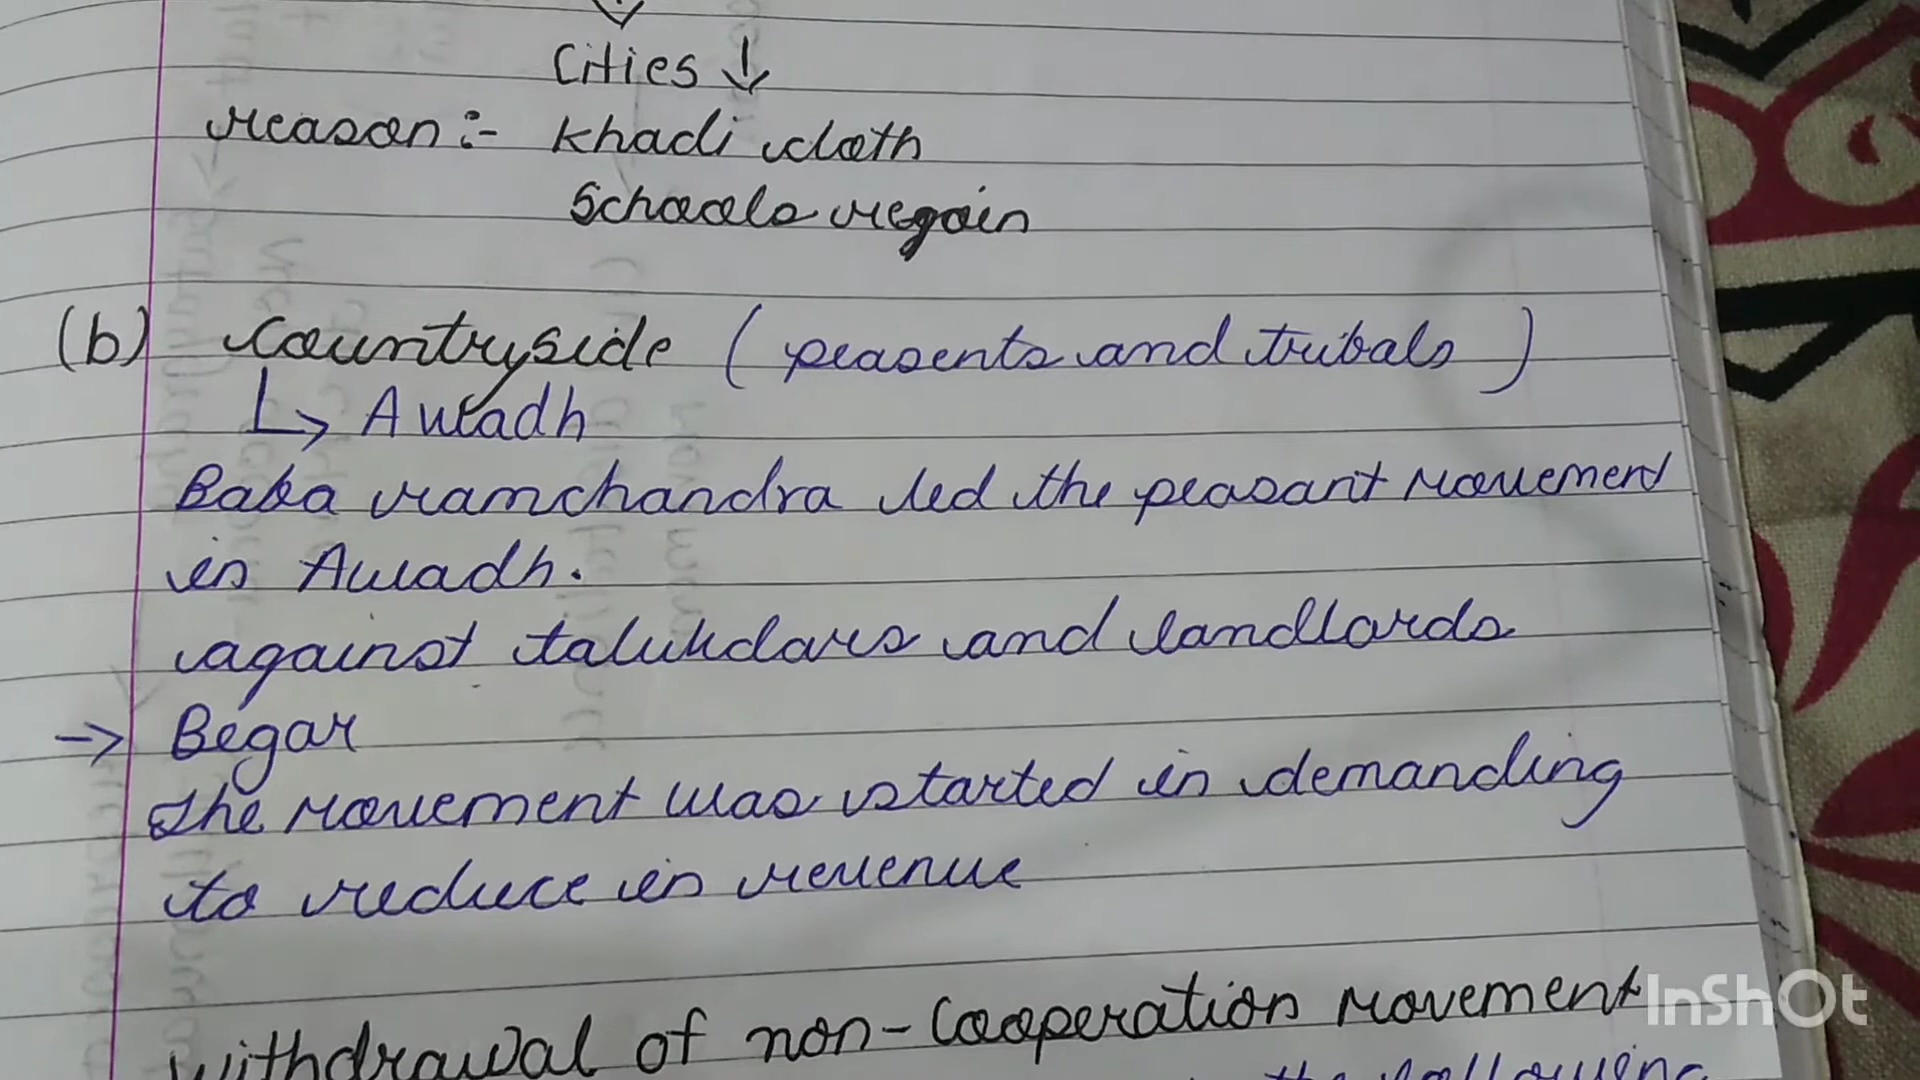 Cities ↓
reason :- Khadi cloth
Schools regain
(b) Countryside (peasents and tribals)
↳ Awadh
Baba ramchandra led the peasant movement
in Awadh.
against talukdars and landlords
→ Begar
The movement was started in demanding
to reduce in revenue
withdrawal of non-Cooperation movement
the following
InShOt